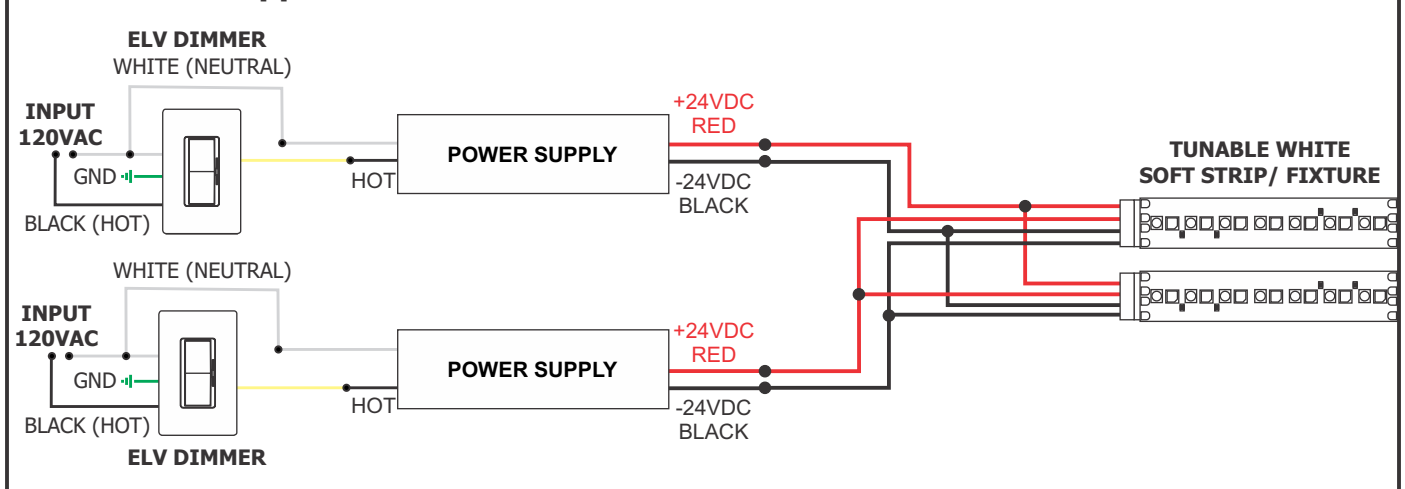 ELV DIMMER
WHITE (NEUTRAL)
INPUT
120VAC
GND
BLACK (HOT)
HOT
POWER SUPPLY
+24VDC
RED
-24VDC
BLACK
TUNABLE WHITE
SOFT STRIP/ FIXTURE
WHITE (NEUTRAL)
INPUT
120VAC
GND
BLACK (HOT)
ELV DIMMER
HOT
POWER SUPPLY
+24VDC
RED
-24VDC
BLACK